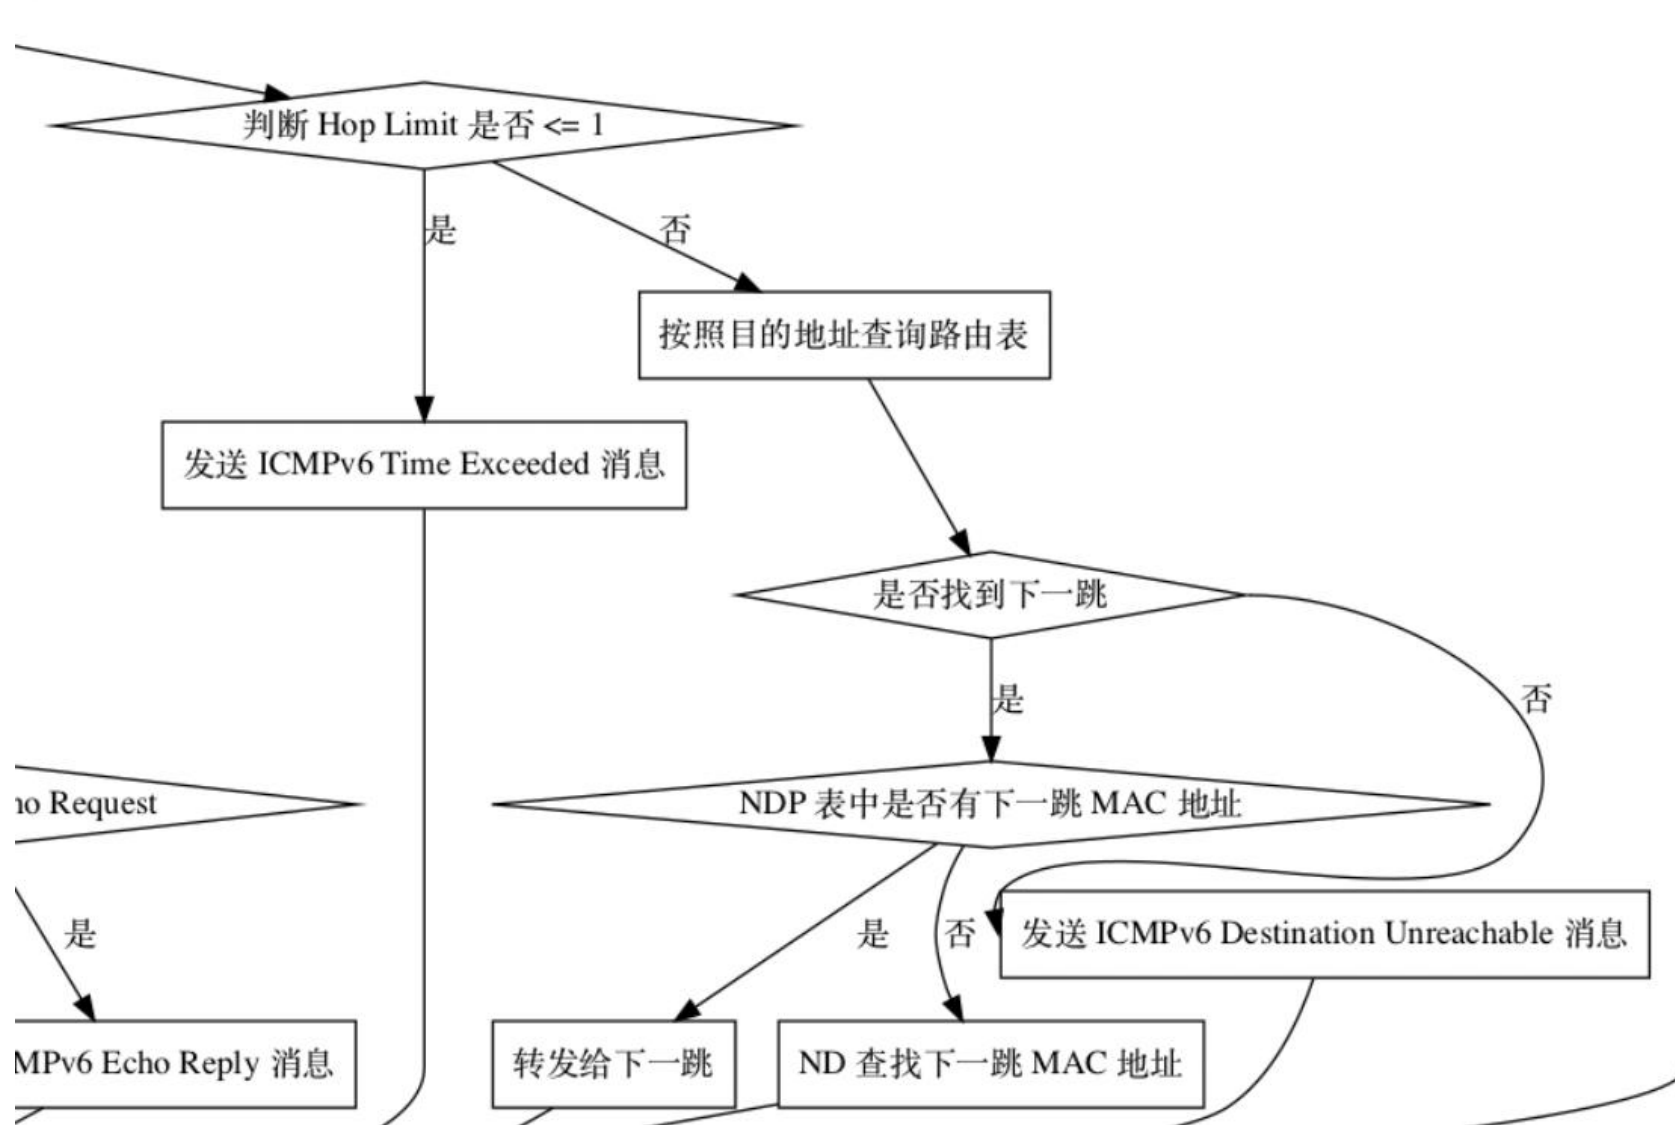 判断 Hop Limit 是否 <= 1
是
否
按照目的地址查询路由表
发送 ICMPv6 Time Exceeded 消息
是否找到下一跳
是
否
no Request
NDP 表中是否有下一跳 MAC 地址
是
是
否
发送 ICMPv6 Destination Unreachable 消息
MPv6 Echo Reply 消息
转发给下一跳
ND 查找下一跳 MAC 地址